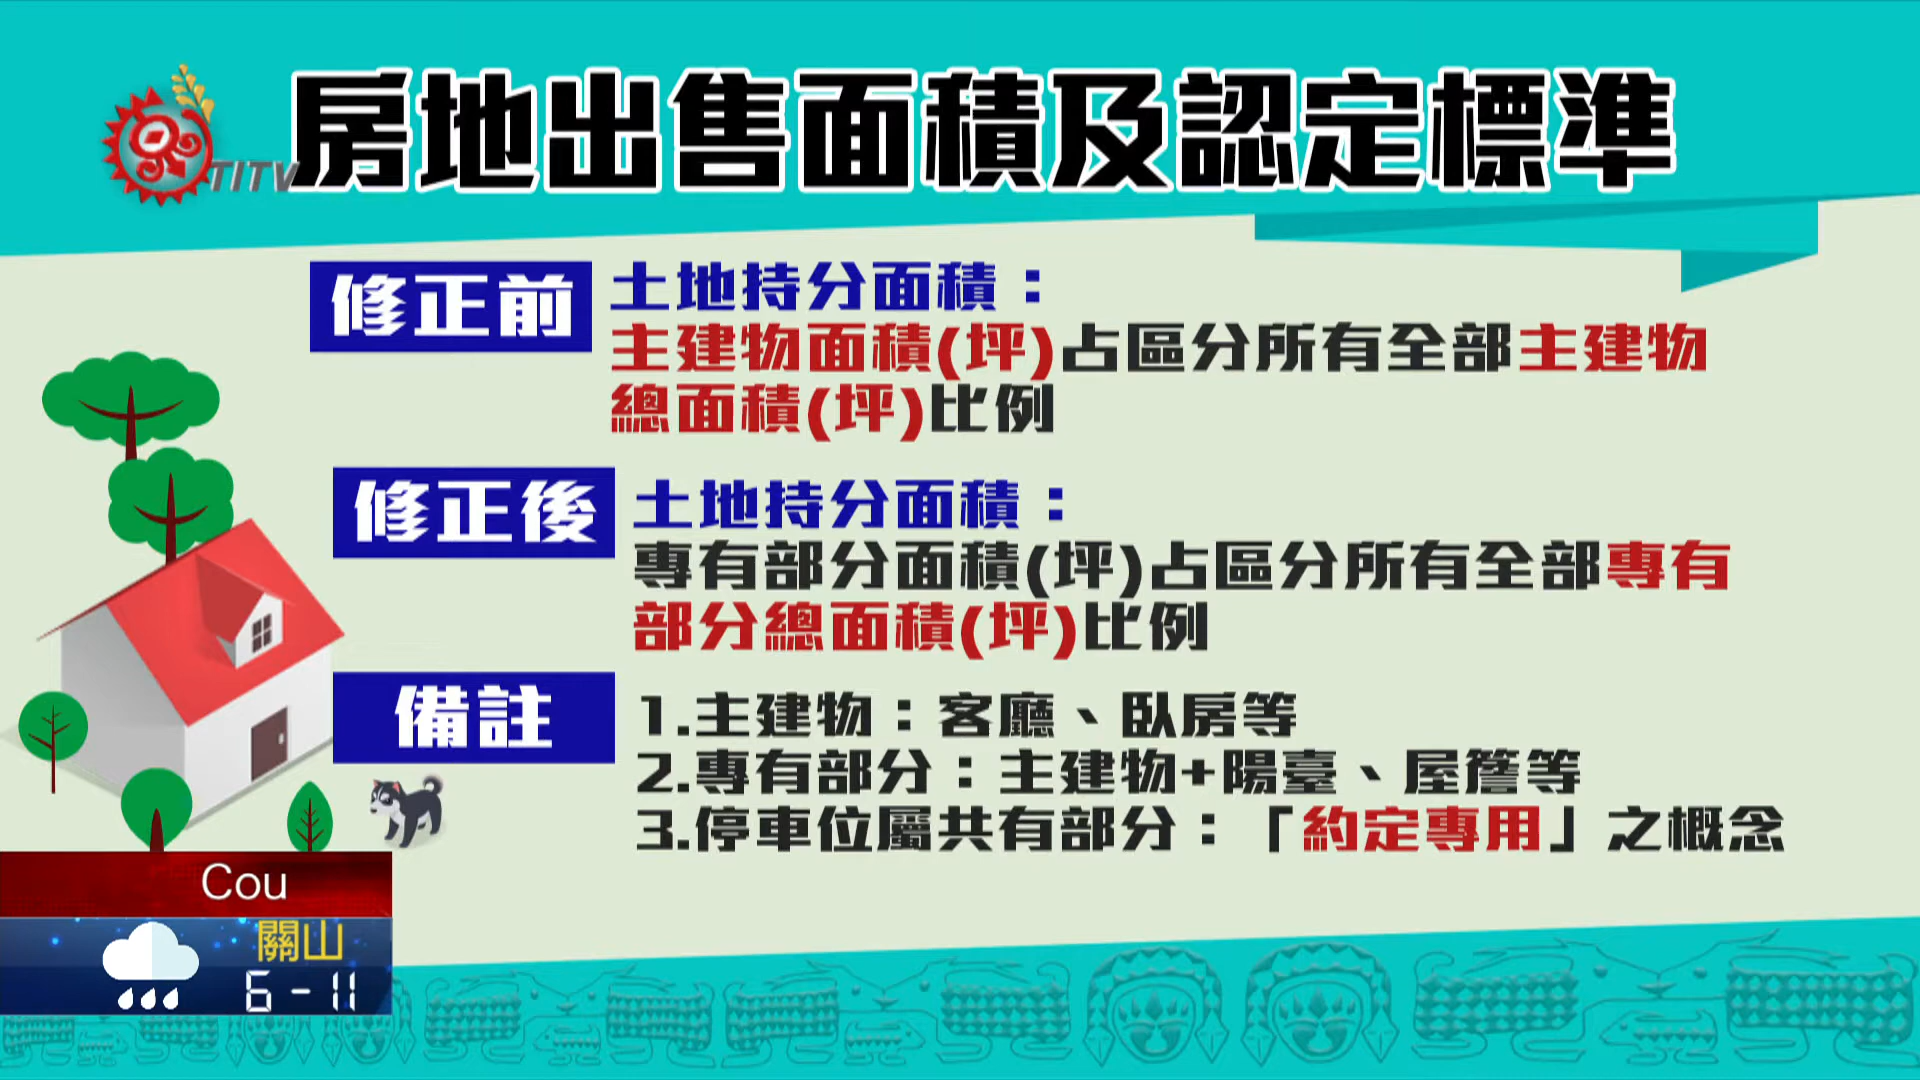 TITV
房地出售面積及認定標準
修正前
土地持分面積：
主建物面積(坪)占區分所有全部主建物
總面積(坪)比例
修正後
土地持分面積：
專有部分面積(坪)占區分所有全部專有
部分總面積(坪)比例
備註
1.主建物：客廳、臥房等
2.專有部分：主建物+陽臺、屋簷等
3.停車位屬共有部分：「約定專用」之概念
Cou
關山
6-11